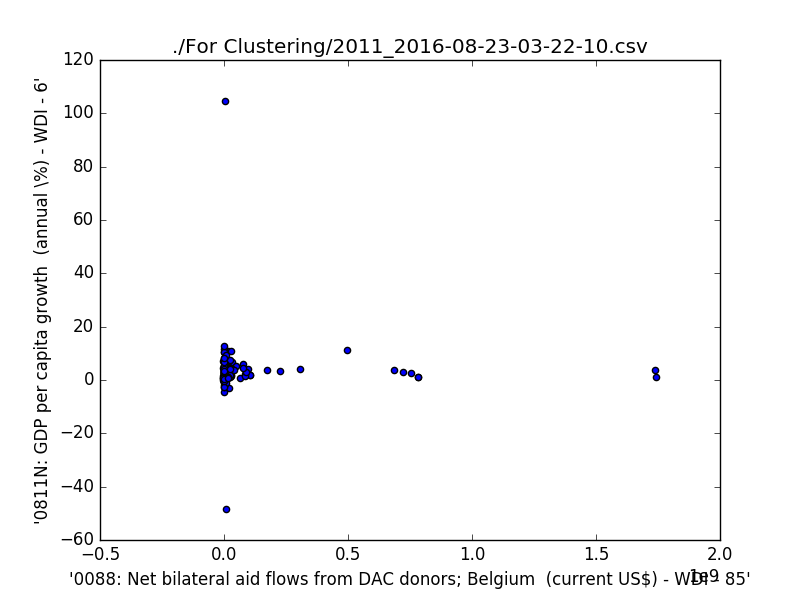 ./For Clustering/2011_2016-08-23-03-22-10.csv
120
100
80
60
40
20
0
−20
−40
−60
'0811N: GDP per capita growth  (annual \%) - WDI - 6'
−0.5 0.0 0.5 1.0 1.5 2.0
1e9
'0088: Net bilateral aid flows from DAC donors; Belgium  (current US$) - WDI - 85'